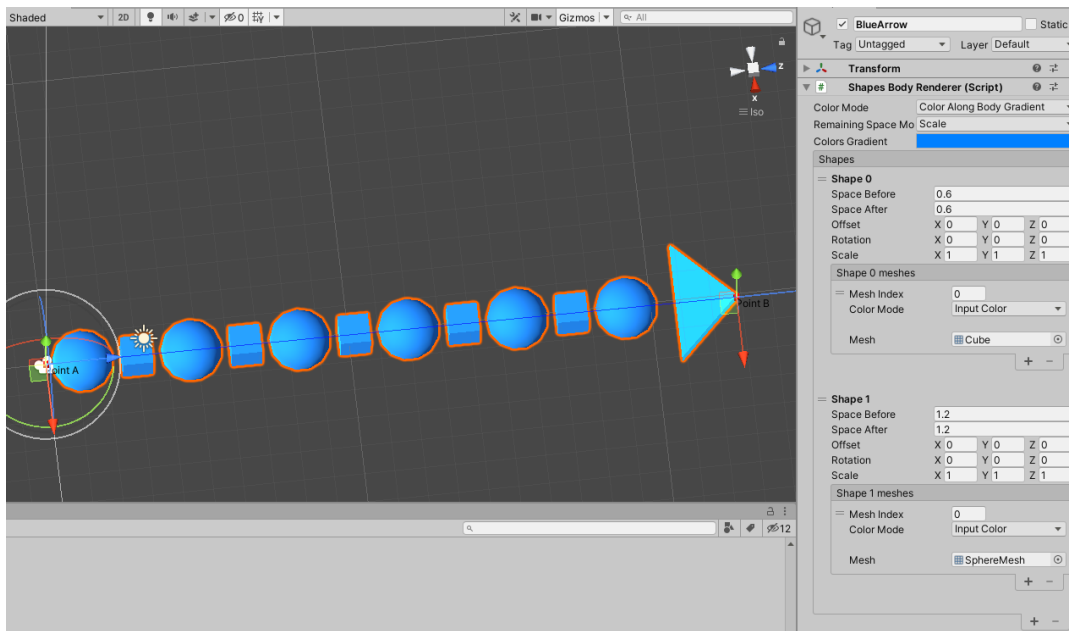 Shaded 2D 0 Gizmos All
z
x
Iso
Point A
Point B
12
BlueArrow Static
Tag Untagged Layer Default
Transform
# Shapes Body Renderer (Script)
Color Mode Color Along Body Gradient
Remaining Space Mo Scale
Colors Gradient
Shapes
Shape 0
Space Before 0.6
Space After 0.6
Offset X 0 Y 0 Z 0
Rotation X 0 Y 0 Z 0
Scale X 1 Y 1 Z 1
Shape 0 meshes
Mesh Index 0
Color Mode Input Color
Mesh Cube
+ −
Shape 1
Space Before 1.2
Space After 1.2
Offset X 0 Y 0 Z 0
Rotation X 0 Y 0 Z 0
Scale X 1 Y 1 Z 1
Shape 1 meshes
Mesh Index 0
Color Mode Input Color
Mesh SphereMesh
+ −
+ −